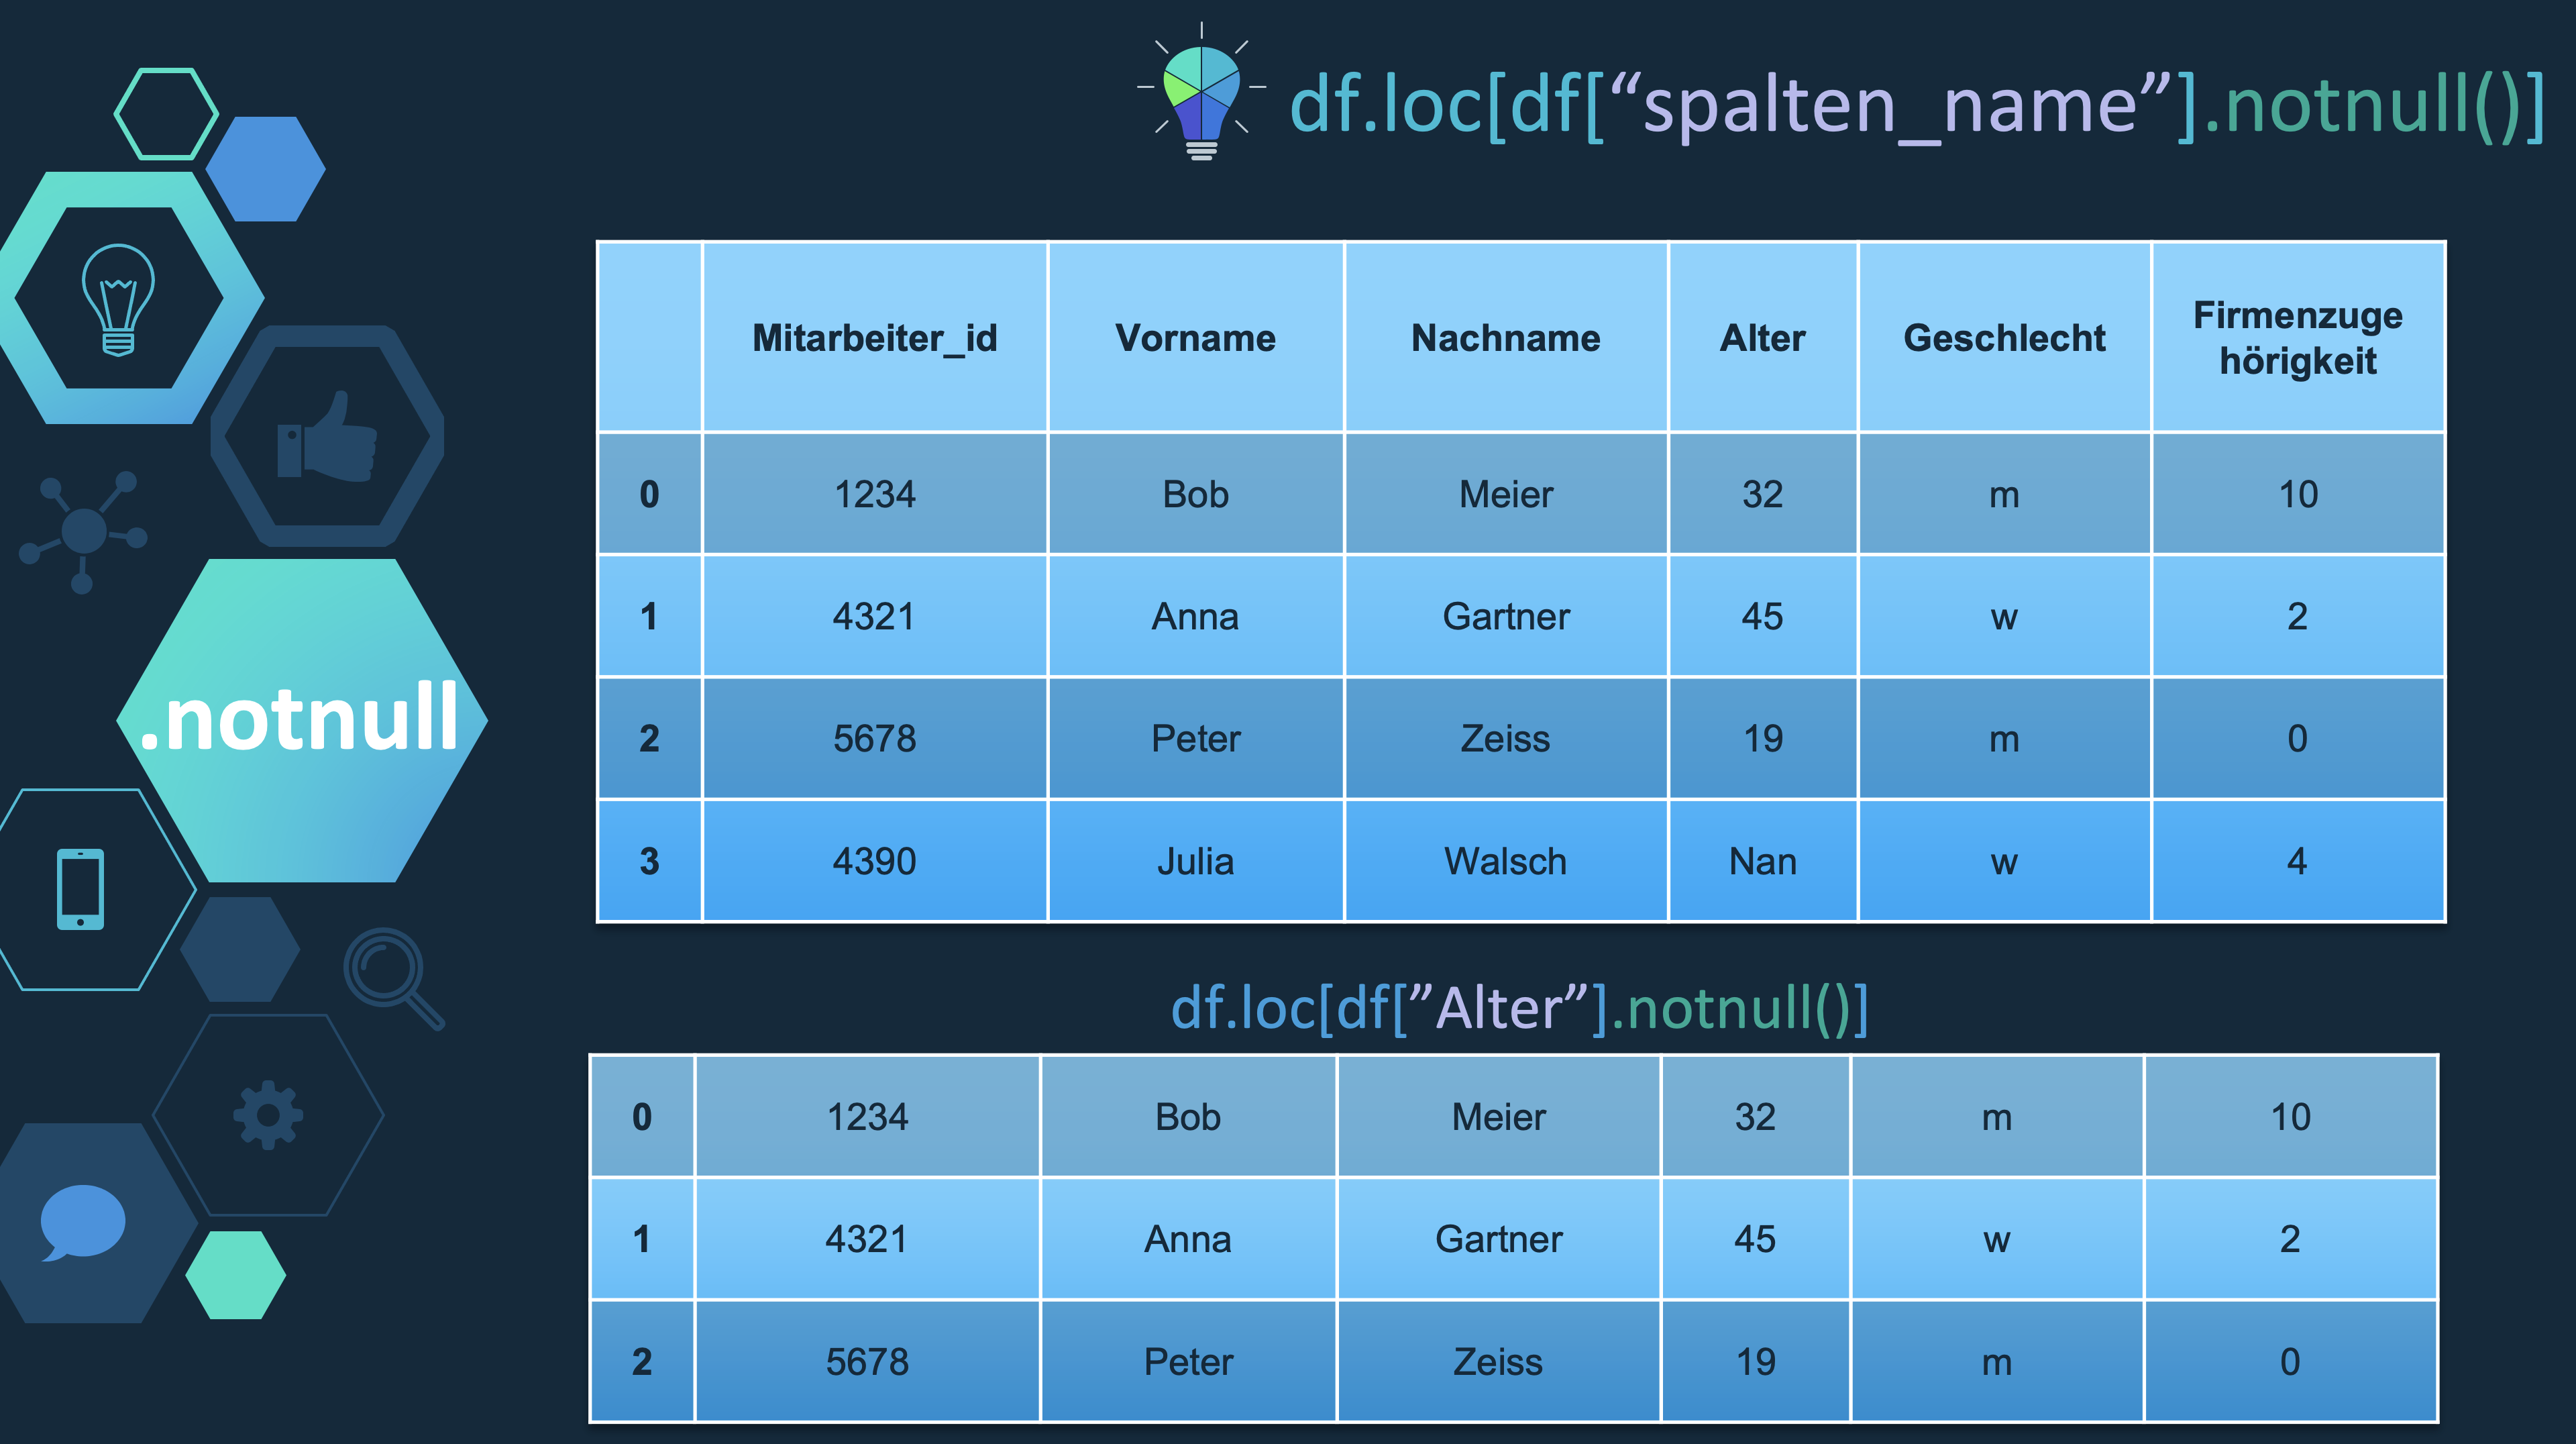 df.loc[df[“spalten_name”].notnull()]
.notnull
Mitarbeiter_id Vorname Nachname Alter Geschlecht Firmenzuge
hörigkeit
0 1234 Bob Meier 32 m 10
1 4321 Anna Gartner 45 w 2
2 5678 Peter Zeiss 19 m 0
3 4390 Julia Walsch Nan w 4
df.loc[df[”Alter”].notnull()]
0 1234 Bob Meier 32 m 10
1 4321 Anna Gartner 45 w 2
2 5678 Peter Zeiss 19 m 0